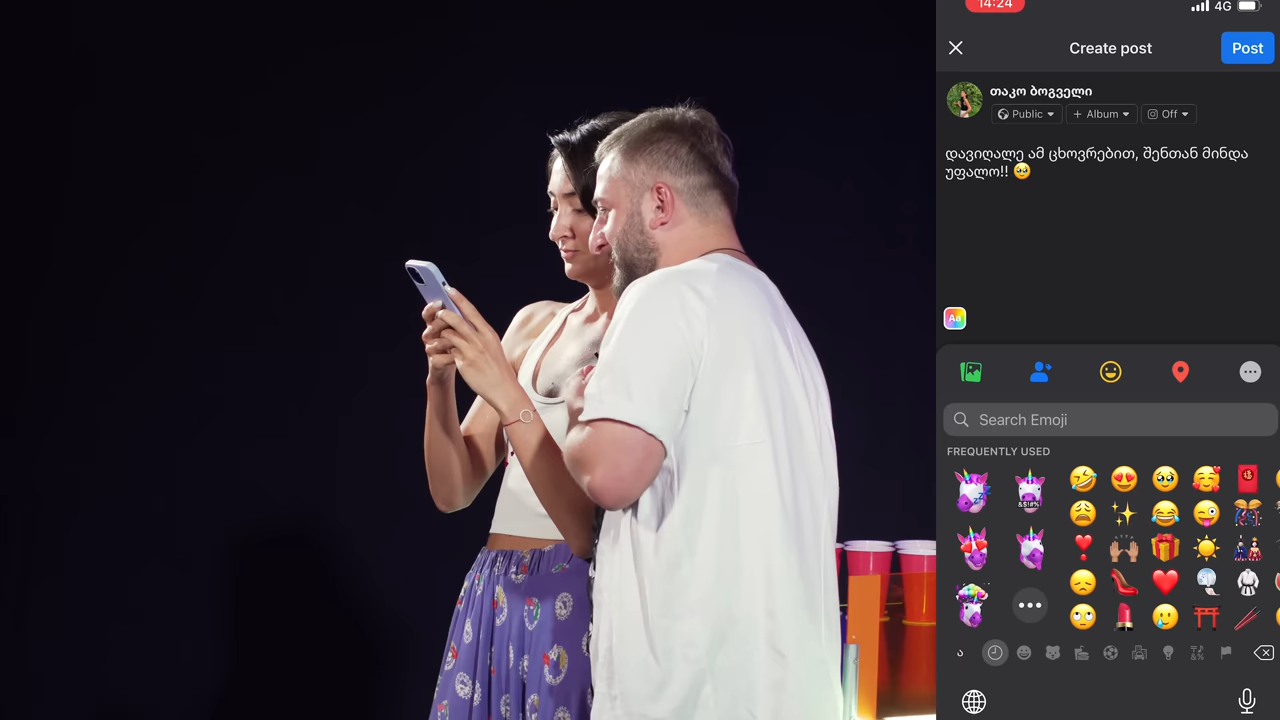 14:24
4G
Create post
Post
თაკო ბოგველი
Public
+ Album
Off
დავიღალე ამ ცხოვრებით, შენთან მინდა
უფალო!! 🥹
Aa
Search Emoji
FREQUENTLY USED
&$!#%